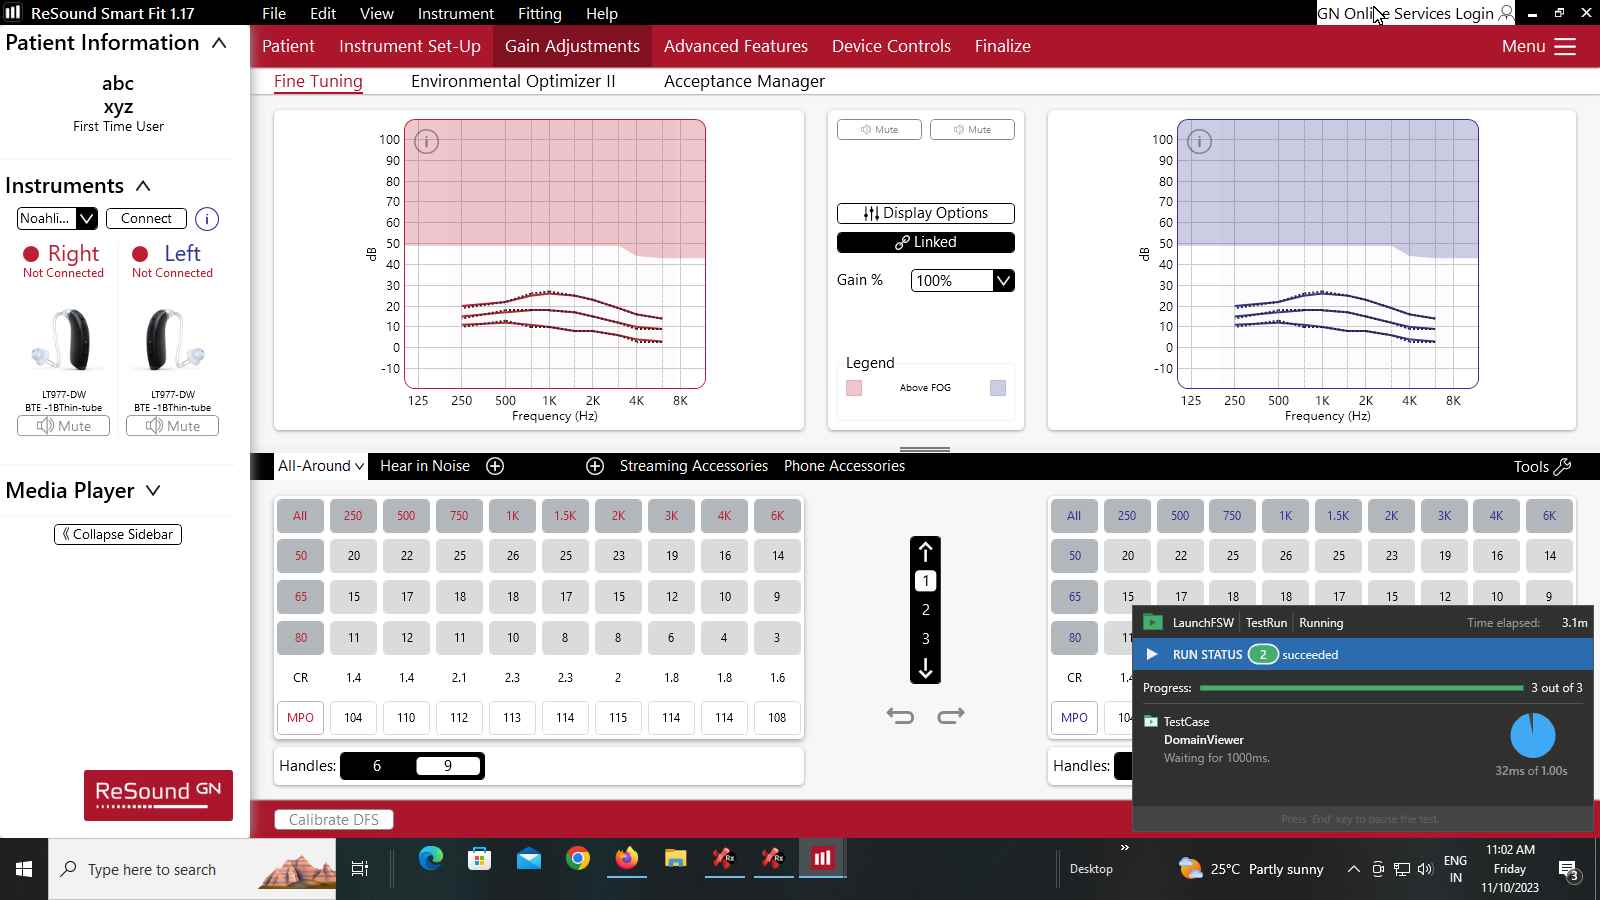 ReSound Smart Fit 1.17
File Edit View Instrument Fitting Help
GN Online Services Login
Patient Information
Patient Instrument Set-Up Gain Adjustments Advanced Features Device Controls Finalize
Menu
Fine Tuning Environmental Optimizer II Acceptance Manager
abc
xyz
First Time User
Instruments
Noahli... Connect i
Right
Not Connected
Left
Not Connected
LT977-DW
BTE -1BThin-tube
LT977-DW
BTE -1BThin-tube
Mute
Mute
Media Player
Collapse Sidebar
ReSound GN
i
100
90
80
70
60
50
40
30
20
10
0
-10
dB
125 250 500 1K 2K 4K 8K
Frequency (Hz)
Mute Mute
Display Options
Linked
Gain % 100%
Legend
Above FOG
i
100
90
80
70
60
50
40
30
20
10
0
-10
dB
125 250 500 1K 2K 4K 8K
Frequency (Hz)
All-Around Hear in Noise Streaming Accessories Phone Accessories
Tools
All 250 500 750 1K 1.5K 2K 3K 4K 6K
50 20 22 25 26 25 23 19 16 14
65 15 17 18 18 17 15 12 10 9
80 11 12 11 10 8 8 6 4 3
CR 1.4 1.4 2.1 2.3 2.3 2 1.8 1.8 1.6
MPO 104 110 112 113 114 115 114 114 108
Handles: 6 9
1
2
3
All 250 500 750 1K 1.5K 2K 3K 4K 6K
50 20 22 25 26 25 23 19 16 14
65 15 17 18 18 17 15 12 10 9
80
CR
MPO
Handles:
LaunchFSW TestRun Running Time elapsed: 3.1m
RUN STATUS 2 succeeded
Progress: 3 out of 3
TestCase
DomainViewer
Waiting for 1000ms.
32ms of 1.00s
Press 'End' key to pause the test.
Calibrate DFS
Type here to search
Desktop
»
25°C Partly sunny
ENG
IN
11:02 AM
Friday
11/10/2023
3